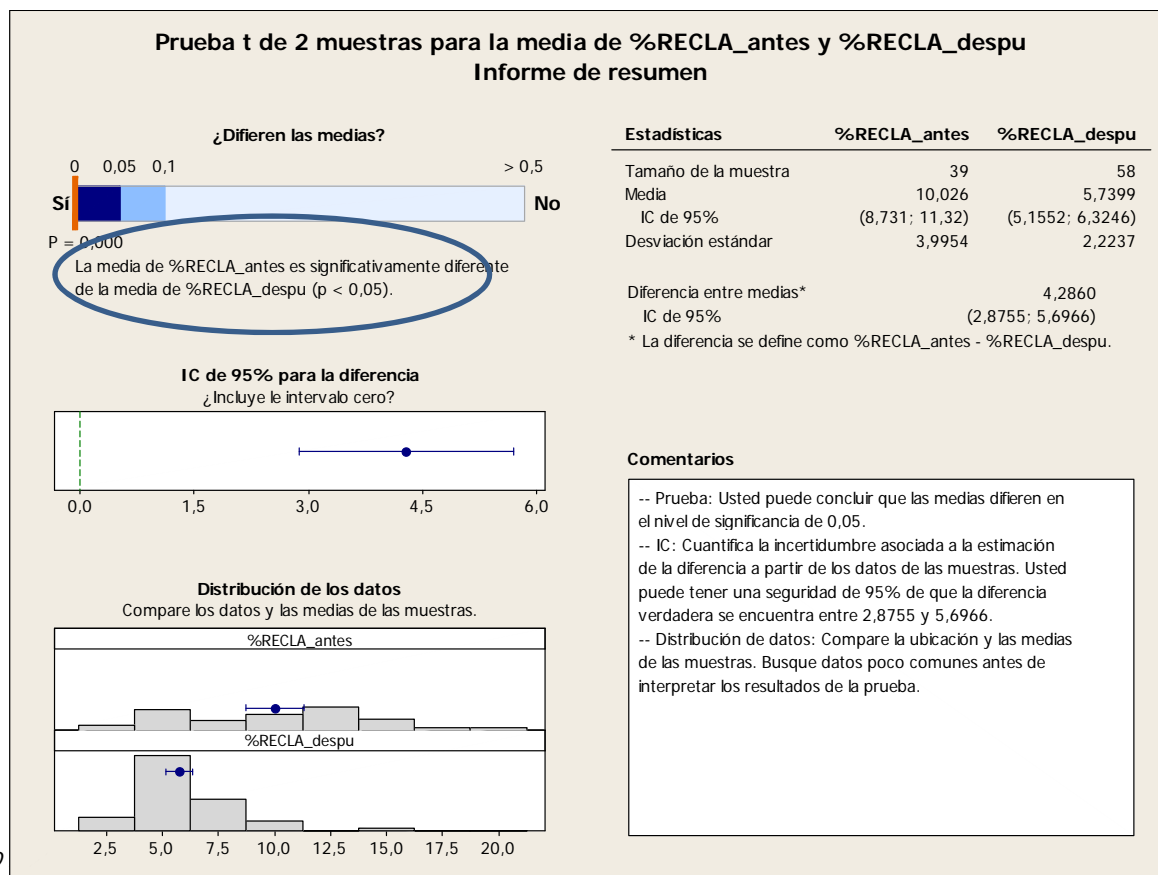 Prueba t de 2 muestras para la media de %RECLA_antes y %RECLA_despu
Informe de resumen
¿Difieren las medias?
0 0,05 0,1 > 0,5
Sí No
P = 0,000
La media de %RECLA_antes es significativamente diferente
de la media de %RECLA_despu (p < 0,05).
Estadísticas %RECLA_antes %RECLA_despu
Tamaño de la muestra 39 58
Media 10,026 5,7399
IC de 95% (8,731; 11,32) (5,1552; 6,3246)
Desviación estándar 3,9954 2,2237
Diferencia entre medias* 4,2860
IC de 95% (2,8755; 5,6966)
* La diferencia se define como %RECLA_antes - %RECLA_despu.
IC de 95% para la diferencia
¿Incluye le intervalo cero?
0,0 1,5 3,0 4,5 6,0
Distribución de los datos
Compare los datos y las medias de las muestras.
%RECLA_antes
%RECLA_despu
2,5 5,0 7,5 10,0 12,5 15,0 17,5 20,0
Comentarios
-- Prueba: Usted puede concluir que las medias difieren en
el nivel de significancia de 0,05.
-- IC: Cuantifica la incertidumbre asociada a la estimación
de la diferencia a partir de los datos de las muestras. Usted
puede tener una seguridad de 95% de que la diferencia
verdadera se encuentra entre 2,8755 y 5,6966.
-- Distribución de datos: Compare la ubicación y las medias
de las muestras. Busque datos poco comunes antes de
interpretar los resultados de la prueba.